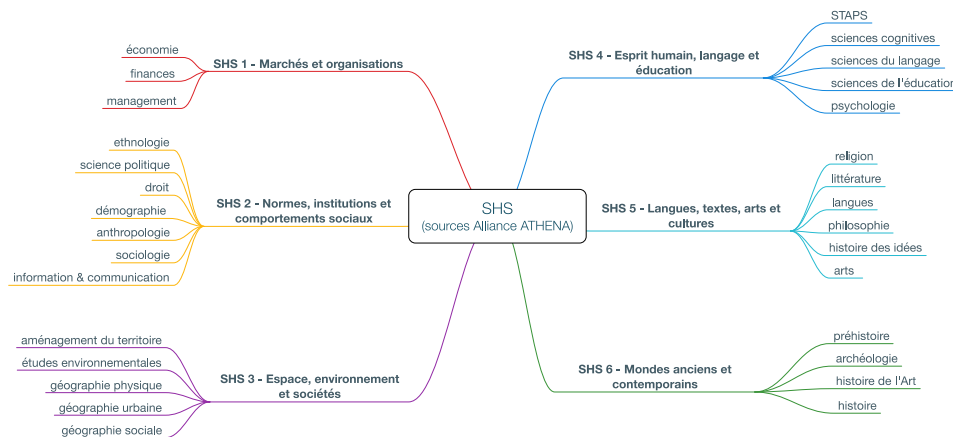 SHS
(sources Alliance ATHENA)
SHS 1 - Marchés et organisations
économie
finances
management
SHS 2 - Normes, institutions et
comportements sociaux
ethnologie
science politique
droit
démographie
anthropologie
sociologie
information & communication
SHS 3 - Espace, environnement
et sociétés
aménagement du territoire
études environnementales
géographie physique
géographie urbaine
géographie sociale
SHS 4 - Esprit humain, langage et
éducation
STAPS
sciences cognitives
sciences du langage
sciences de l'éducation
psychologie
SHS 5 - Langues, textes, arts et
cultures
religion
littérature
langues
philosophie
histoire des idées
arts
SHS 6 - Mondes anciens et
contemporains
préhistoire
archéologie
histoire de l'Art
histoire